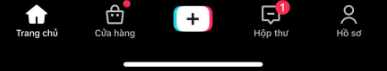 1
Trang chủ
Cửa hàng
Hộp thư
Hồ sơ